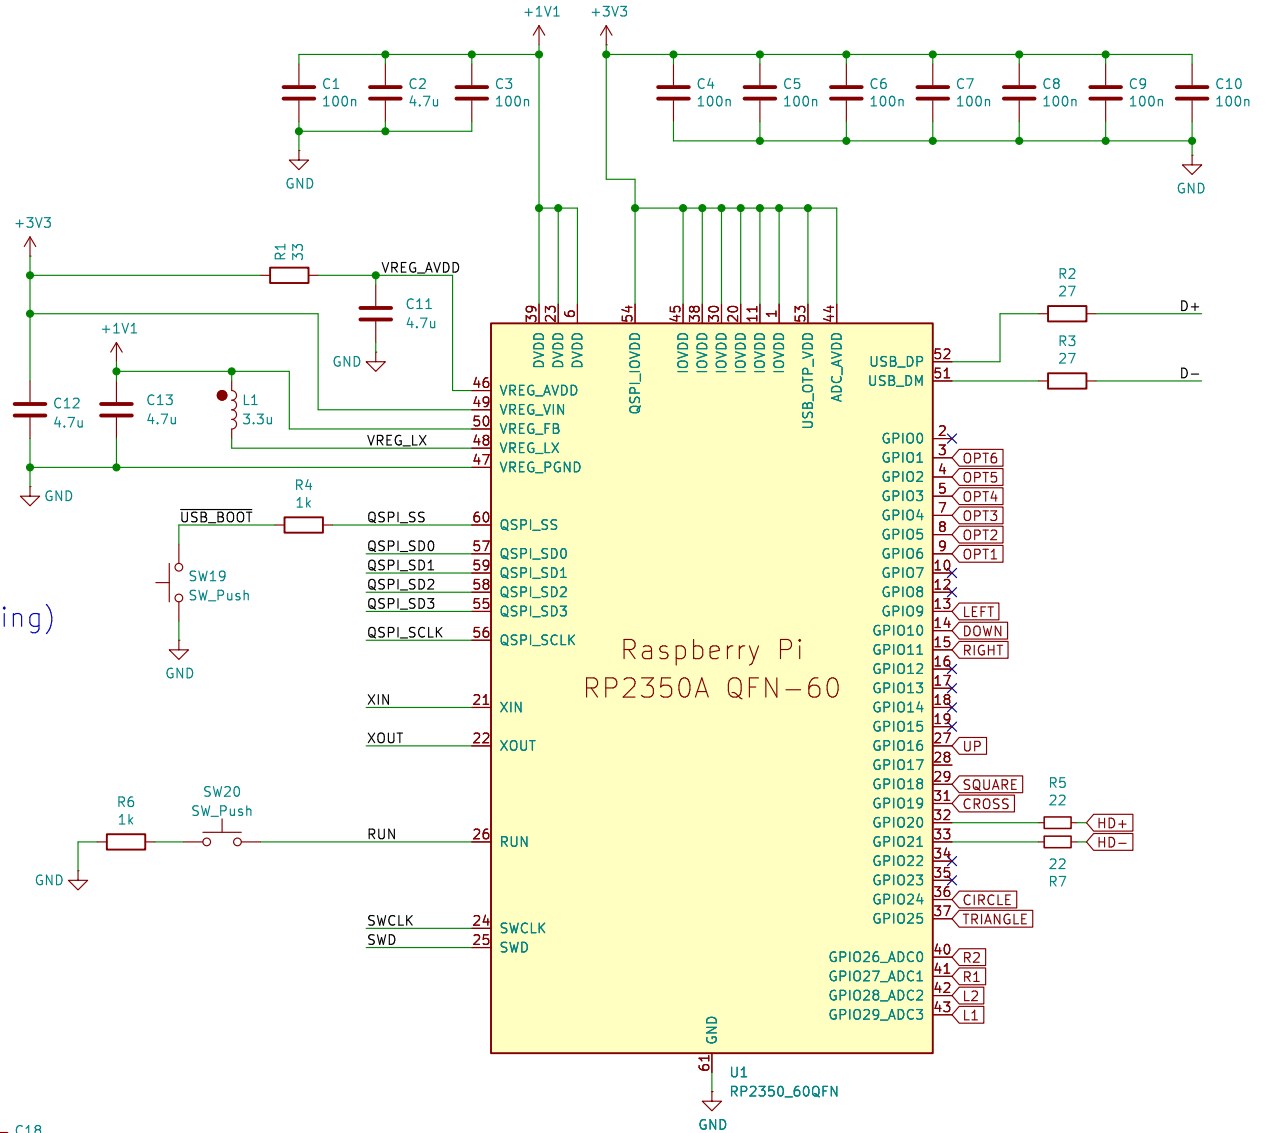 +1V1
+3V3
C1
100n
C2
4.7u
C3
100n
C4
100n
C5
100n
C6
100n
C7
100n
C8
100n
C9
100n
C10
100n
GND
GND
+3V3
R1
33
VREG_AVDD
C11
4.7u
GND
+1V1
C12
4.7u
C13
4.7u
L1
3.3u
VREG_LX
GND
39
23
6
54
45
38
30
20
11
1
53
44
DVDD
DVDD
DVDD
QSPI_IOVDD
IOVDD
IOVDD
IOVDD
IOVDD
IOVDD
IOVDD
USB_OTP_VDD
ADC_AVDD
R2
27
D+
R3
27
D-
46 VREG_AVDD
49 VREG_VIN
50 VREG_FB
48 VREG_LX
47 VREG_PGND
USB_BOOT
R4
1k
QSPI_SS 60 QSPI_SS
QSPI_SD0 57 QSPI_SD0
QSPI_SD1 59 QSPI_SD1
QSPI_SD2 58 QSPI_SD2
QSPI_SD3 55 QSPI_SD3
QSPI_SCLK 56 QSPI_SCLK
SW19
SW_Push
GND
ing)
Raspberry Pi
RP2350A QFN-60
XIN 21 XIN
XOUT 22 XOUT
R6
1k
SW20
SW_Push
GND
RUN 26 RUN
SWCLK 24 SWCLK
SWD 25 SWD
USB_DP 52
USB_DM 51
GPIO0 2
GPIO1 3 OPT6
GPIO2 4 OPT5
GPIO3 5 OPT4
GPIO4 7 OPT3
GPIO5 8 OPT2
GPIO6 9 OPT1
GPIO7 10
GPIO8 12
GPIO9 13 LEFT
GPIO10 14 DOWN
GPIO11 15 RIGHT
GPIO12 16
GPIO13 17
GPIO14 18
GPIO15 19
GPIO16 27 UP
GPIO17 28
GPIO18 29 SQUARE
GPIO19 31 CROSS
R5
22
GPIO20 32 HD+
GPIO21 33 HD-
22
R7
GPIO22 34
GPIO23 35
GPIO24 36 CIRCLE
GPIO25 37 TRIANGLE
GPIO26_ADC0 40 R2
GPIO27_ADC1 41 R1
GPIO28_ADC2 42 L2
GPIO29_ADC3 43 L1
GND
61
U1
RP2350_60QFN
GND
C18